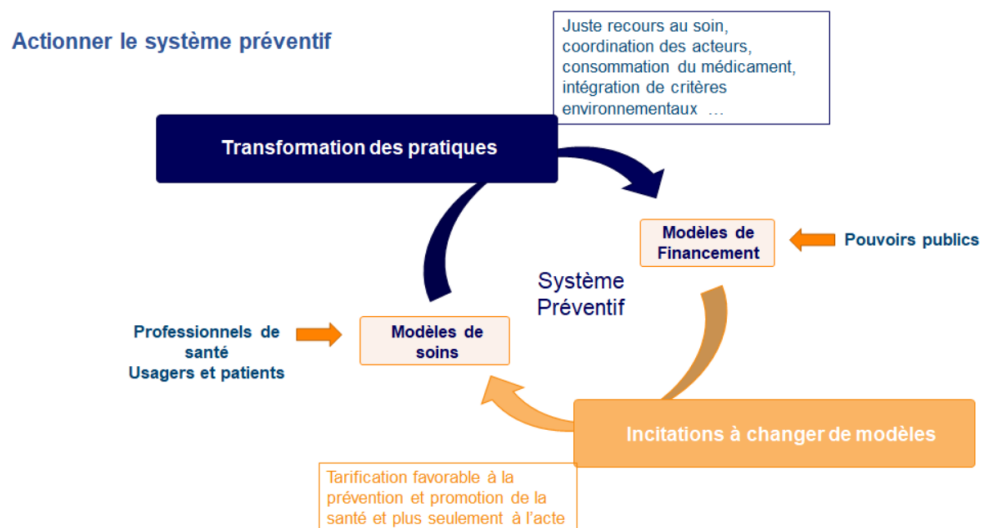 Actionner le système préventif
Juste recours au soin,
coordination des acteurs,
consommation du médicament,
intégration de critères
environnementaux …
Transformation des pratiques
Modèles de
Financement
Pouvoirs publics
Système
Préventif
Professionnels de
santé
Usagers et patients
Modèles de
soins
Incitations à changer de modèles
Tarification favorable à la
prévention et promotion de la
santé et plus seulement à l'acte